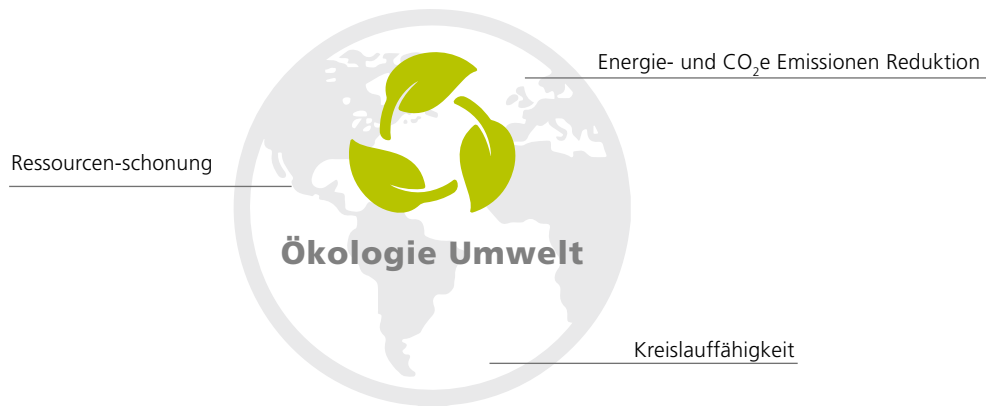 Energie- und CO₂e Emissionen Reduktion
Ressourcen-schonung
Ökologie Umwelt
Kreislauffähigkeit